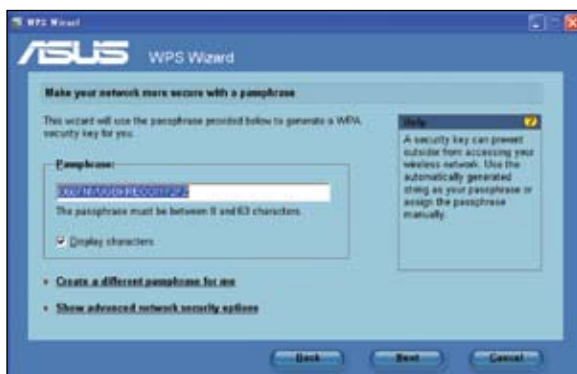 WPS Wizard
ASUS WPS Wizard
Make your network more secure with a passphrase
This wizard will use the passphrase provided below to generate a WPA
security key for you.
Passphrase:
The passphrase must be between 8 and 63 characters.
Display characters
Create a different passphrase for me
Show advanced network security options
Help
A security key can prevent
outsider from accessing your
wireless network. Use the
automatically generated
string as your passphrase or
assign the passphrase
manually.
Back Next Cancel